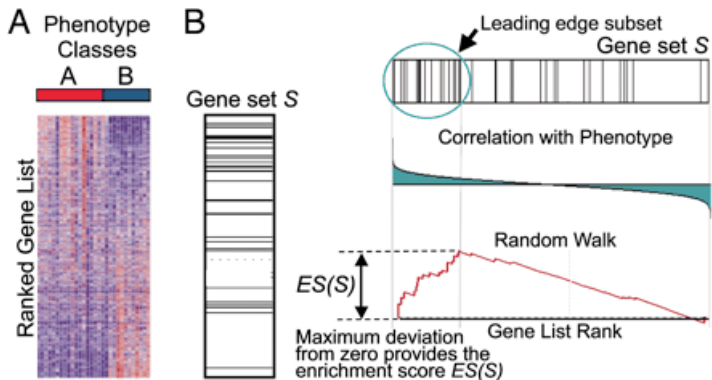 A
Phenotype
Classes
A
B
Ranked Gene List
B
Gene set S
Leading edge subset
Gene set S
Correlation with Phenotype
Random Walk
ES(S)
Gene List Rank
Maximum deviation
from zero provides the
enrichment score ES(S)